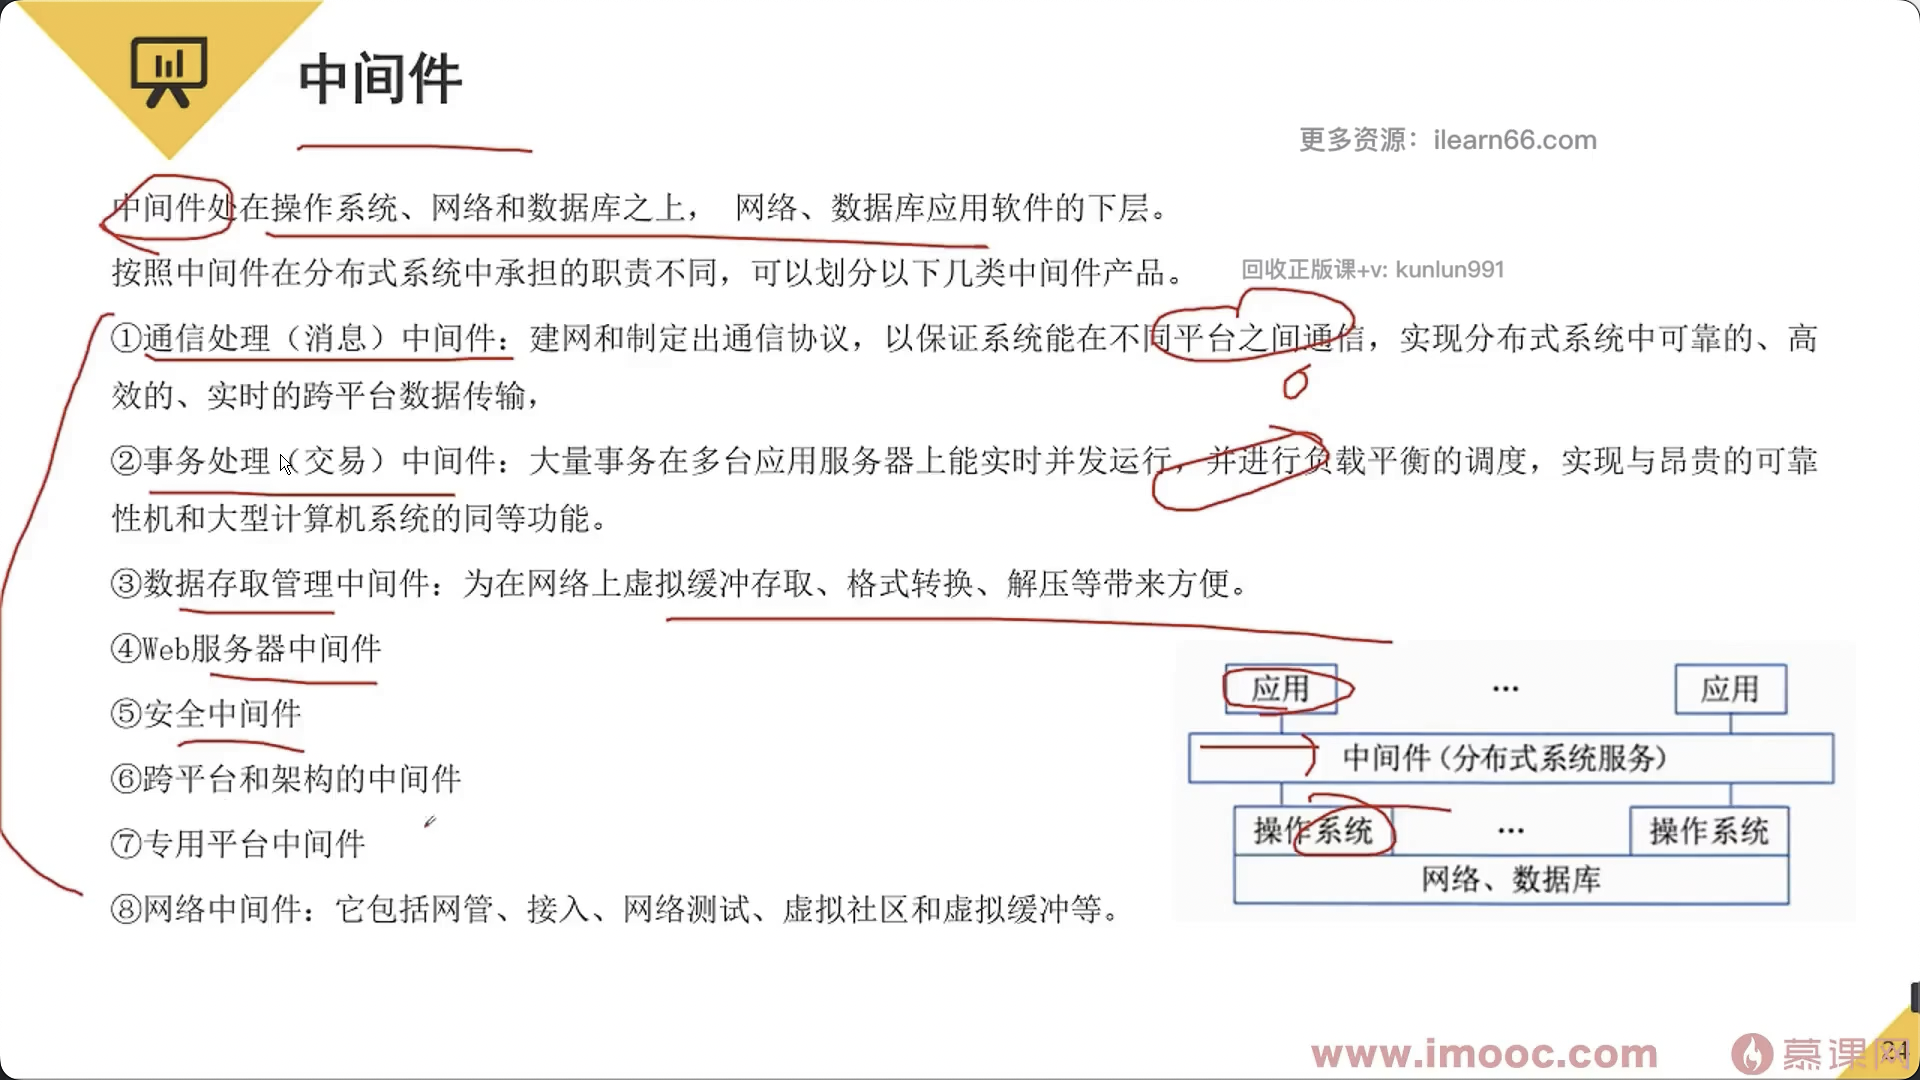 中间件
更多资源：ilearn66.com
中间件处在操作系统、网络和数据库之上， 网络、数据库应用软件的下层。
按照中间件在分布式系统中承担的职责不同，可以划分以下几类中间件产品。
回收正版课+v: kunlun991
①通信处理（消息）中间件：建网和制定出通信协议，以保证系统能在不同平台之间通信，实现分布式系统中可靠的、高
效的、实时的跨平台数据传输，
②事务处理（交易）中间件：大量事务在多台应用服务器上能实时并发运行，并进行负载平衡的调度，实现与昂贵的可靠
性机和大型计算机系统的同等功能。
③数据存取管理中间件：为在网络上虚拟缓冲存取、格式转换、解压等带来方便。
④Web服务器中间件
⑤安全中间件
⑥跨平台和架构的中间件
⑦专用平台中间件
⑧网络中间件：它包括网管、接入、网络测试、虚拟社区和虚拟缓冲等。
应用 … 应用
中间件（分布式系统服务）
操作系统 … 操作系统
网络、数据库
www.imooc.com 慕课网
24